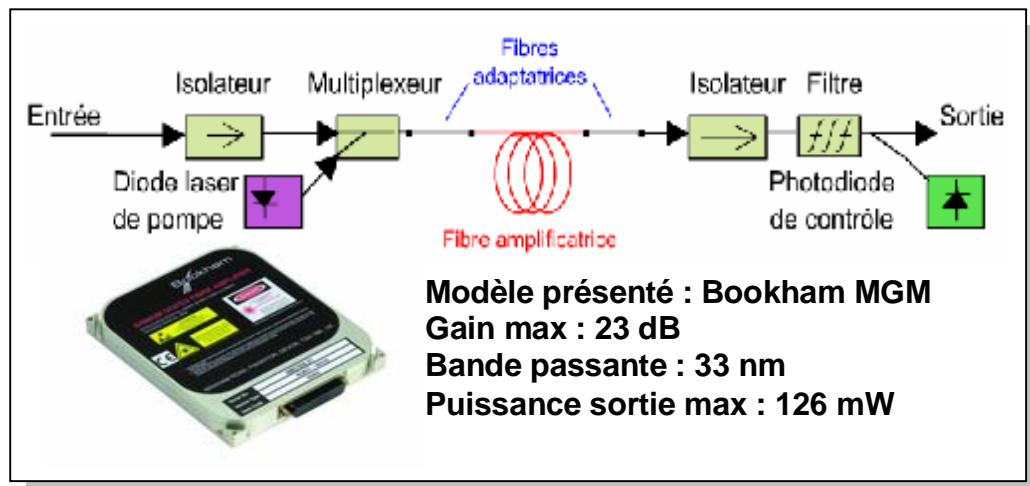 Fibres
adaptatrices
Isolateur
Multiplexeur
Isolateur
Filtre
Entrée
Sortie
Diode laser
de pompe
Photodiode
de contrôle
Fibre amplificatrice
Bookham
Modèle présenté : Bookham MGM
Gain max : 23 dB
Bande passante : 33 nm
Puissance sortie max : 126 mW